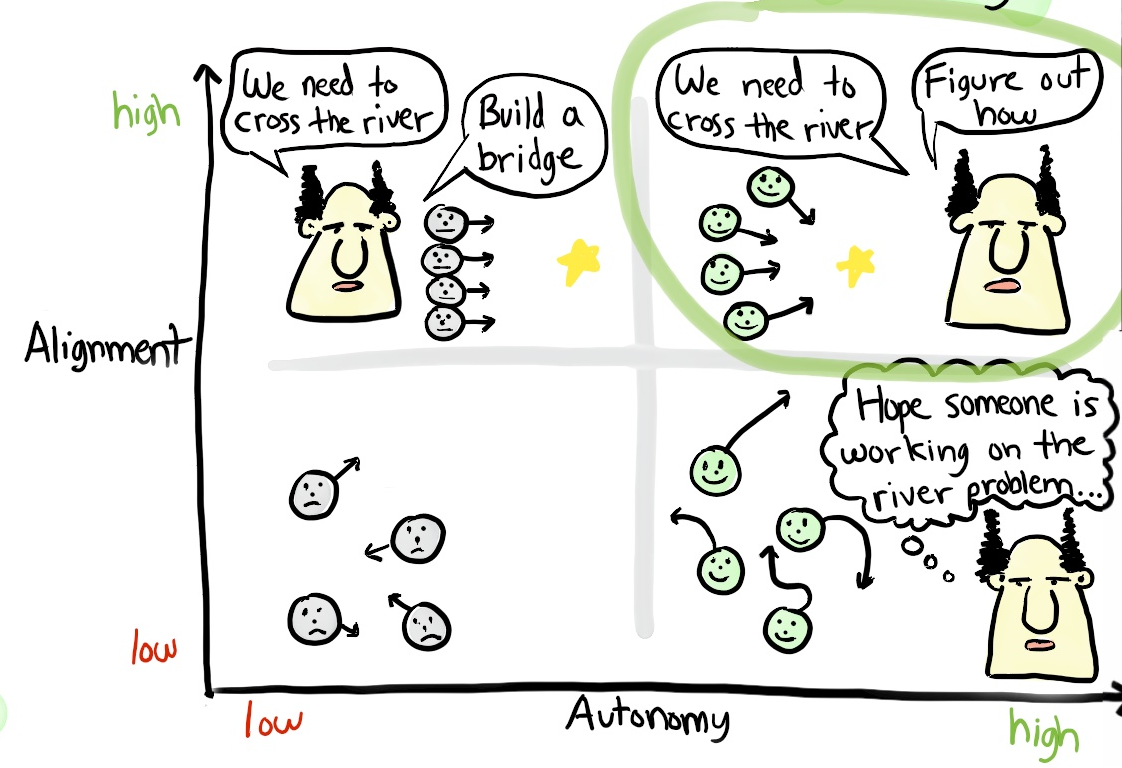 high
We need to
cross the river
Build a
bridge
We need to
cross the river
Figure out
how
Alignment
Hope someone is
working on the
river problem...
low
low
Autonomy
high